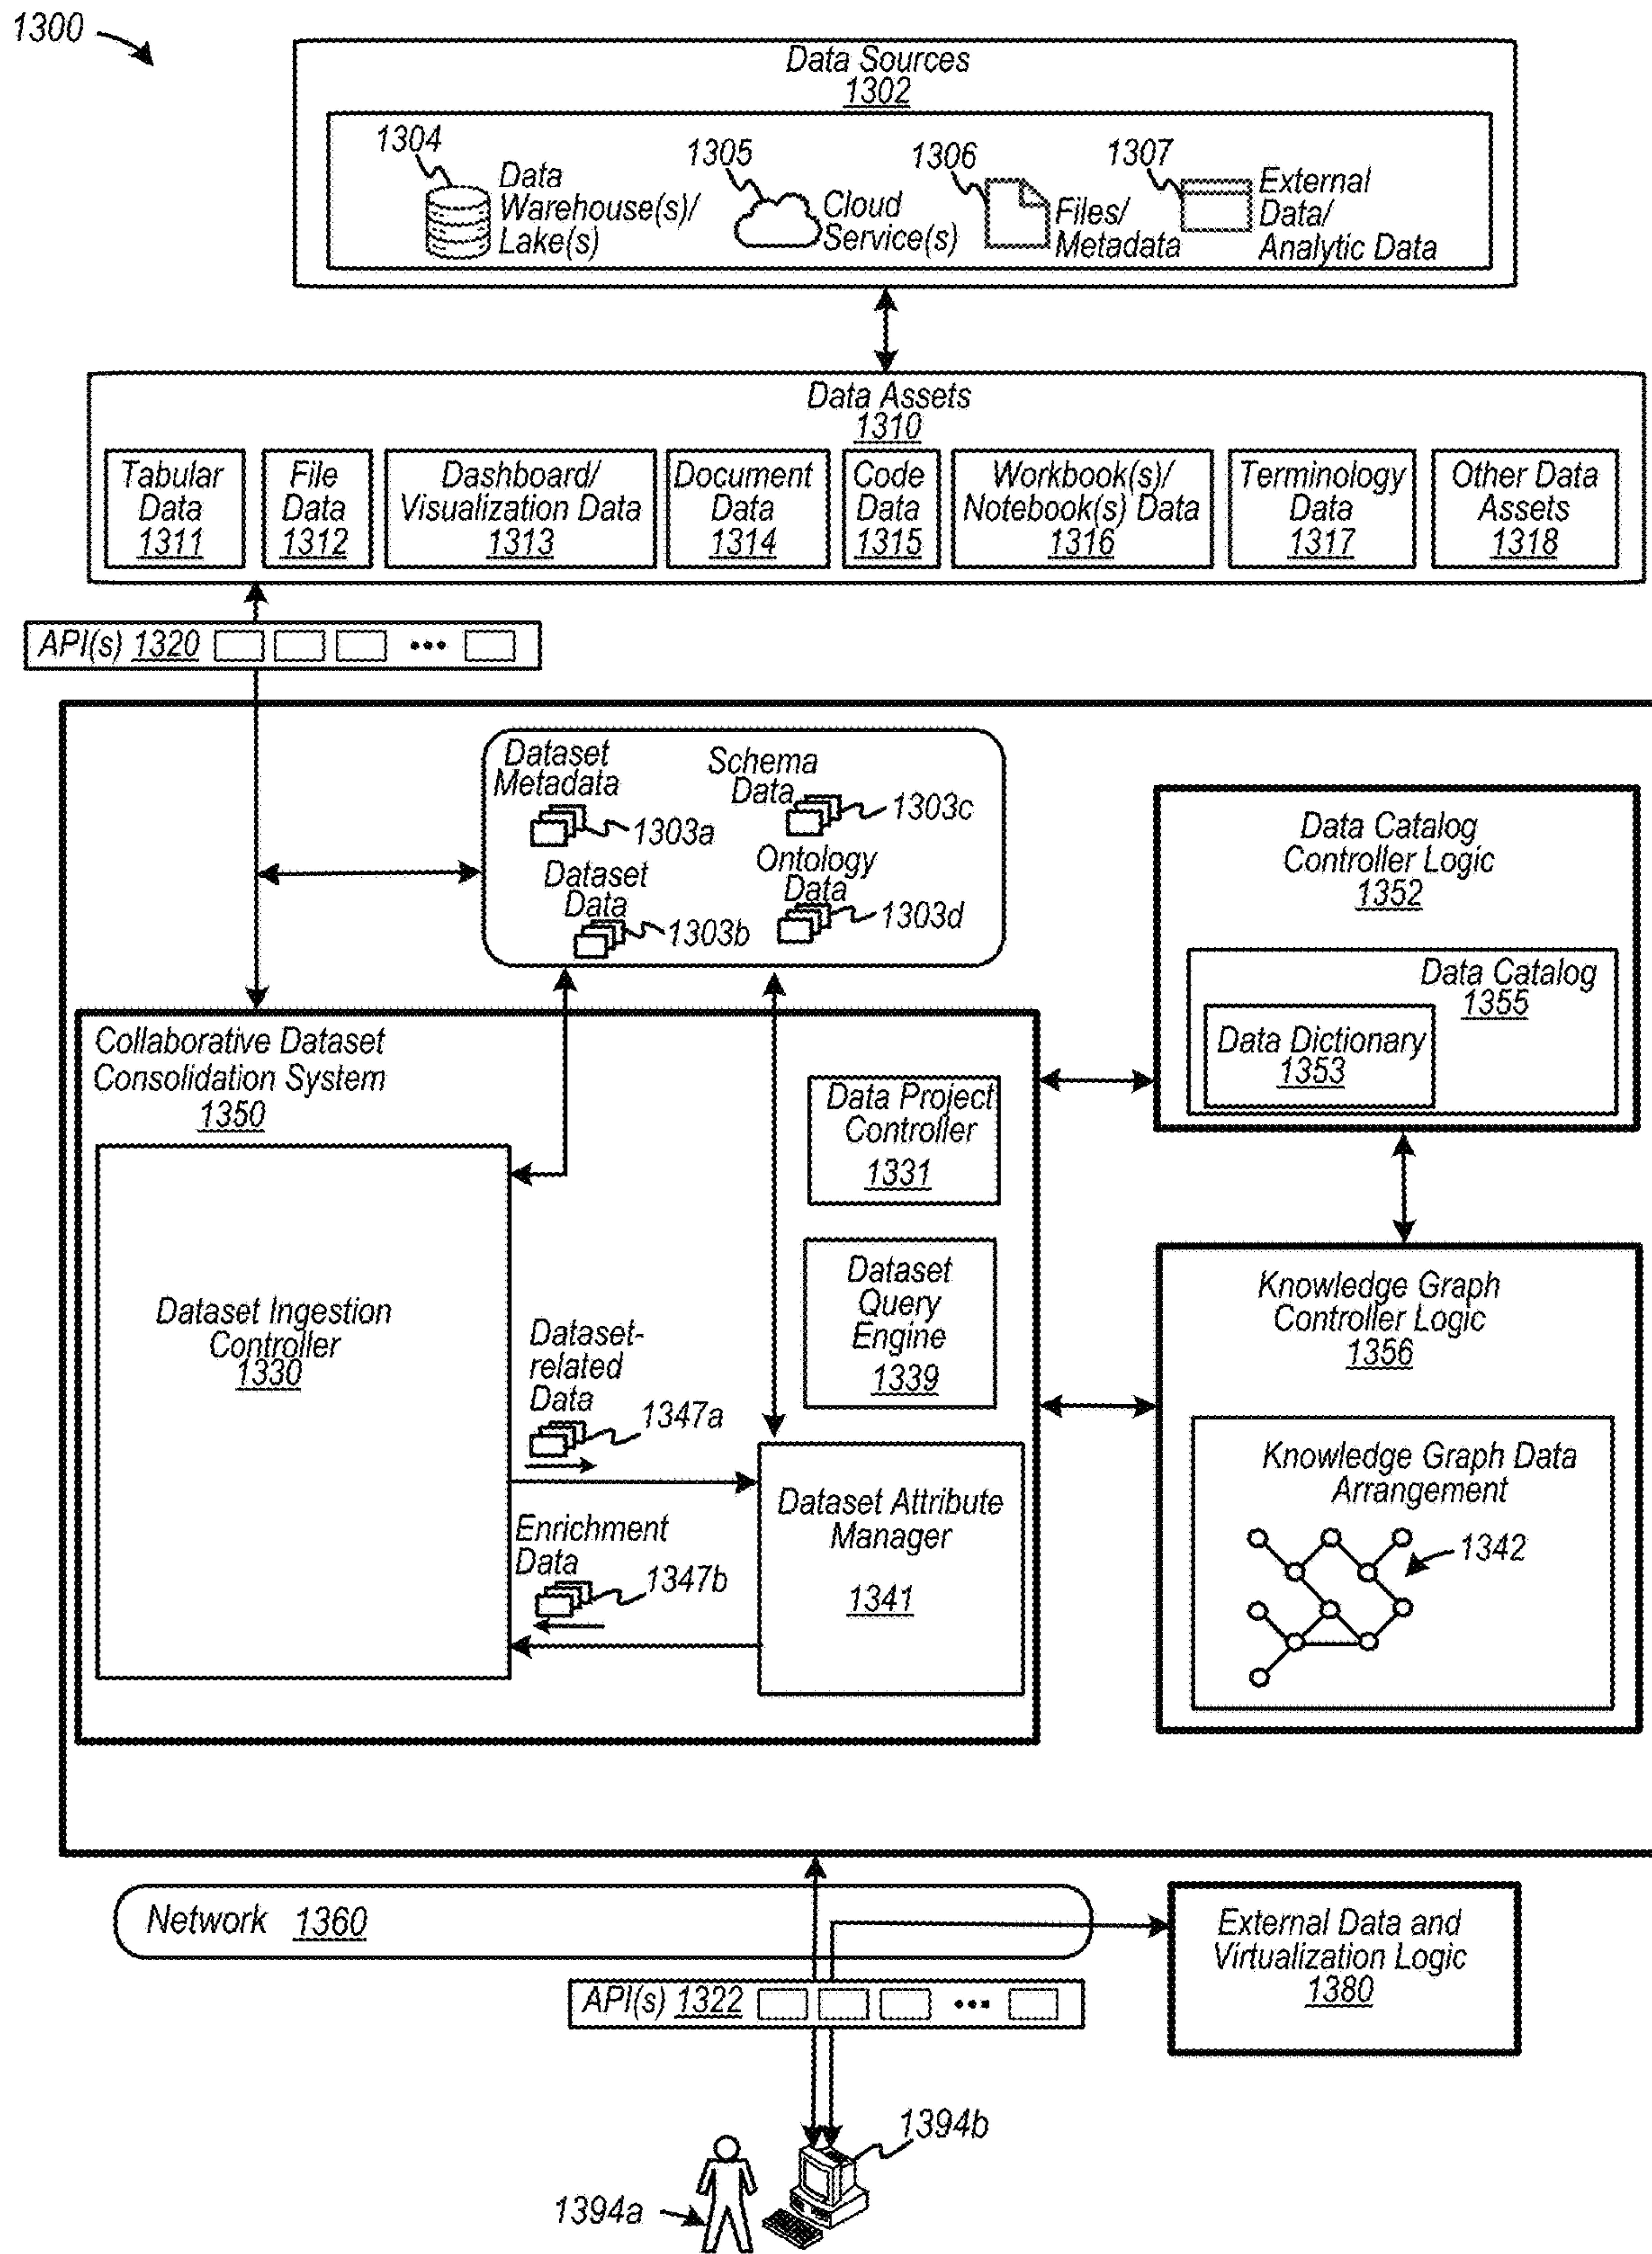 1300
Data Sources
1302
1304
Data
Warehouse(s)/
Lake(s)
1305
Cloud
Service(s)
1306
Files/
Metadata
1307
External
Data/
Analytic Data
Data Assets
1310
Tabular
Data
1311
File
Data
1312
Dashboard/
Visualization Data
1313
Document
Data
1314
Code
Data
1315
Workbook(s)/
Notebook(s) Data
1316
Terminology
Data
1317
Other Data
Assets
1318
API(s) 1320
Dataset
Metadata
1303a
Schema
Data
1303c
Dataset
Data
1303b
Ontology
Data
1303d
Data Catalog
Controller Logic
1352
Data Catalog
1355
Data Dictionary
1353
Collaborative Dataset
Consolidation System
1350
Data Project
Controller
1331
Dataset Ingestion
Controller
1330
Dataset
Query
Engine
1339
Dataset-
related
Data
1347a
Enrichment
Data
1347b
Dataset Attribute
Manager
1341
Knowledge Graph
Controller Logic
1356
Knowledge Graph Data
Arrangement
1342
Network 1360
External Data and
Virtualization Logic
1380
API(s) 1322
1394b
1394a